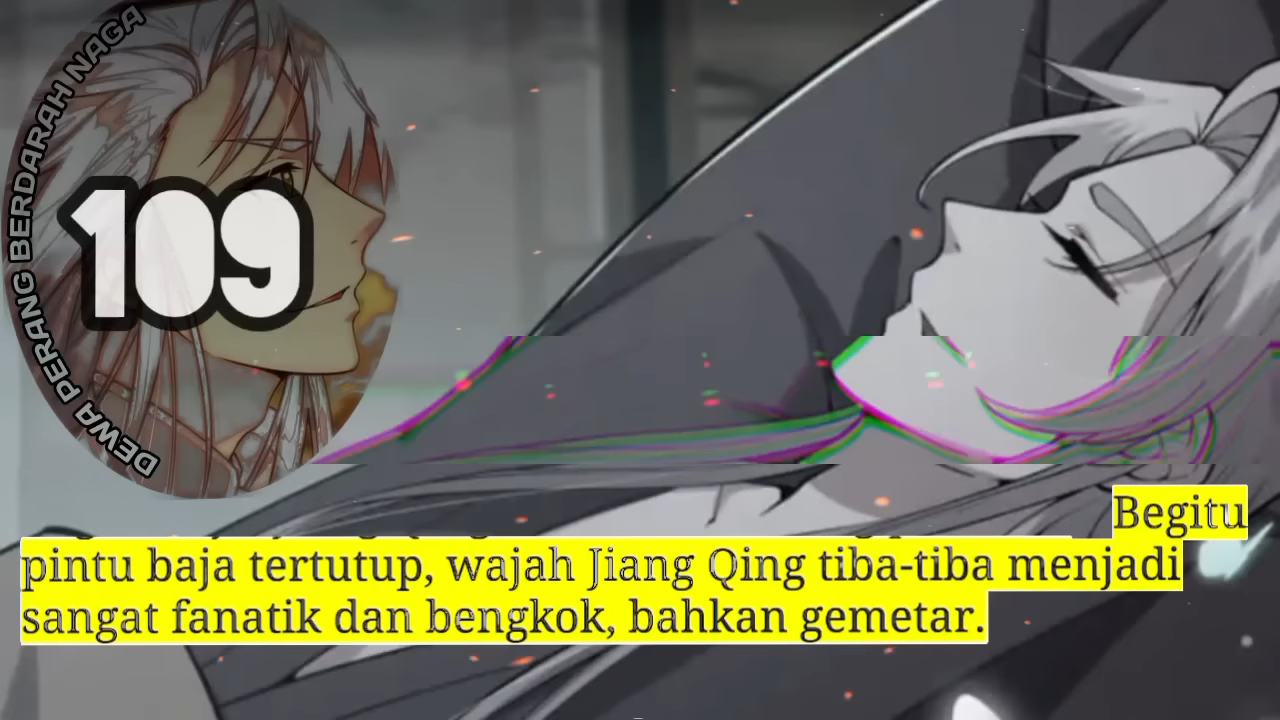 DEWA PERANG BERDARAH NAGA
109
Begitu
pintu baja tertutup, wajah Jiang Qing tiba-tiba menjadi
sangat fanatik dan bengkok, bahkan gemetar.